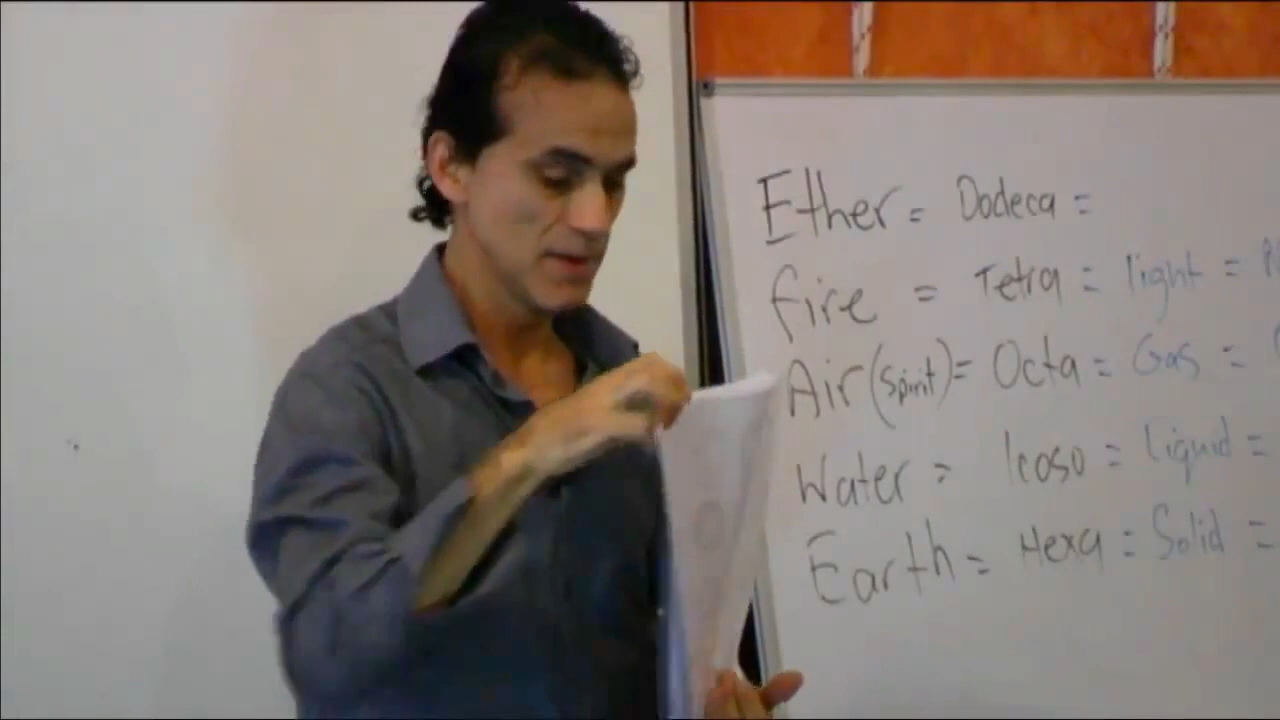 Ether = Dodeca =
fire = Tetra = light =
Air (spirit) = Octa = Gas =
Water = Icoso = liquid =
Earth = Hexa = Solid =